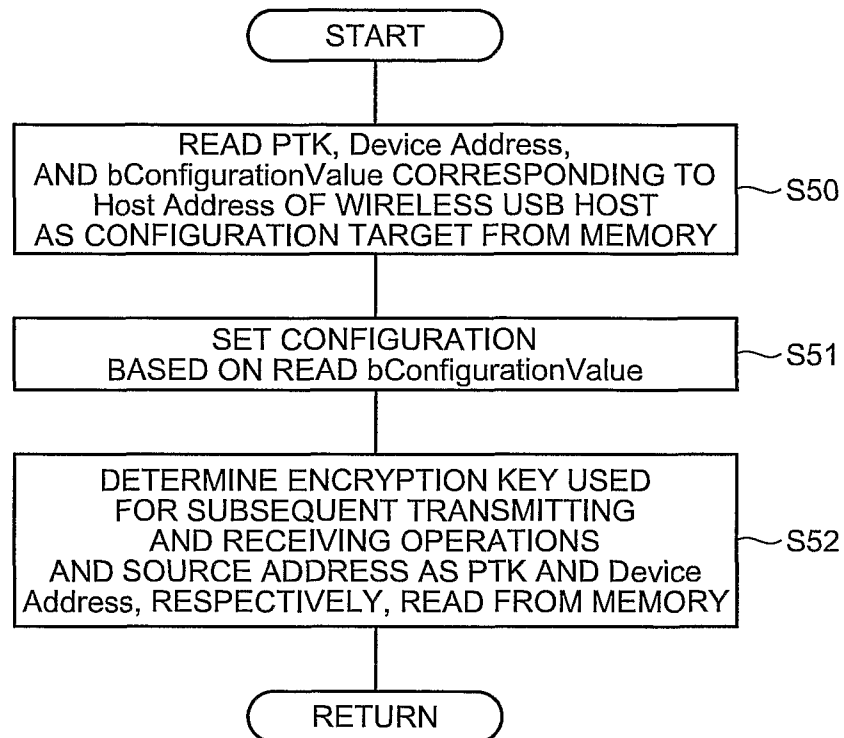 START
READ PTK, Device Address,
AND bConfigurationValue CORRESPONDING TO
Host Address OF WIRELESS USB HOST
AS CONFIGURATION TARGET FROM MEMORY
S50
SET CONFIGURATION
BASED ON READ bConfigurationValue
S51
DETERMINE ENCRYPTION KEY USED
FOR SUBSEQUENT TRANSMITTING
AND RECEIVING OPERATIONS
AND SOURCE ADDRESS AS PTK AND Device
Address, RESPECTIVELY, READ FROM MEMORY
S52
RETURN